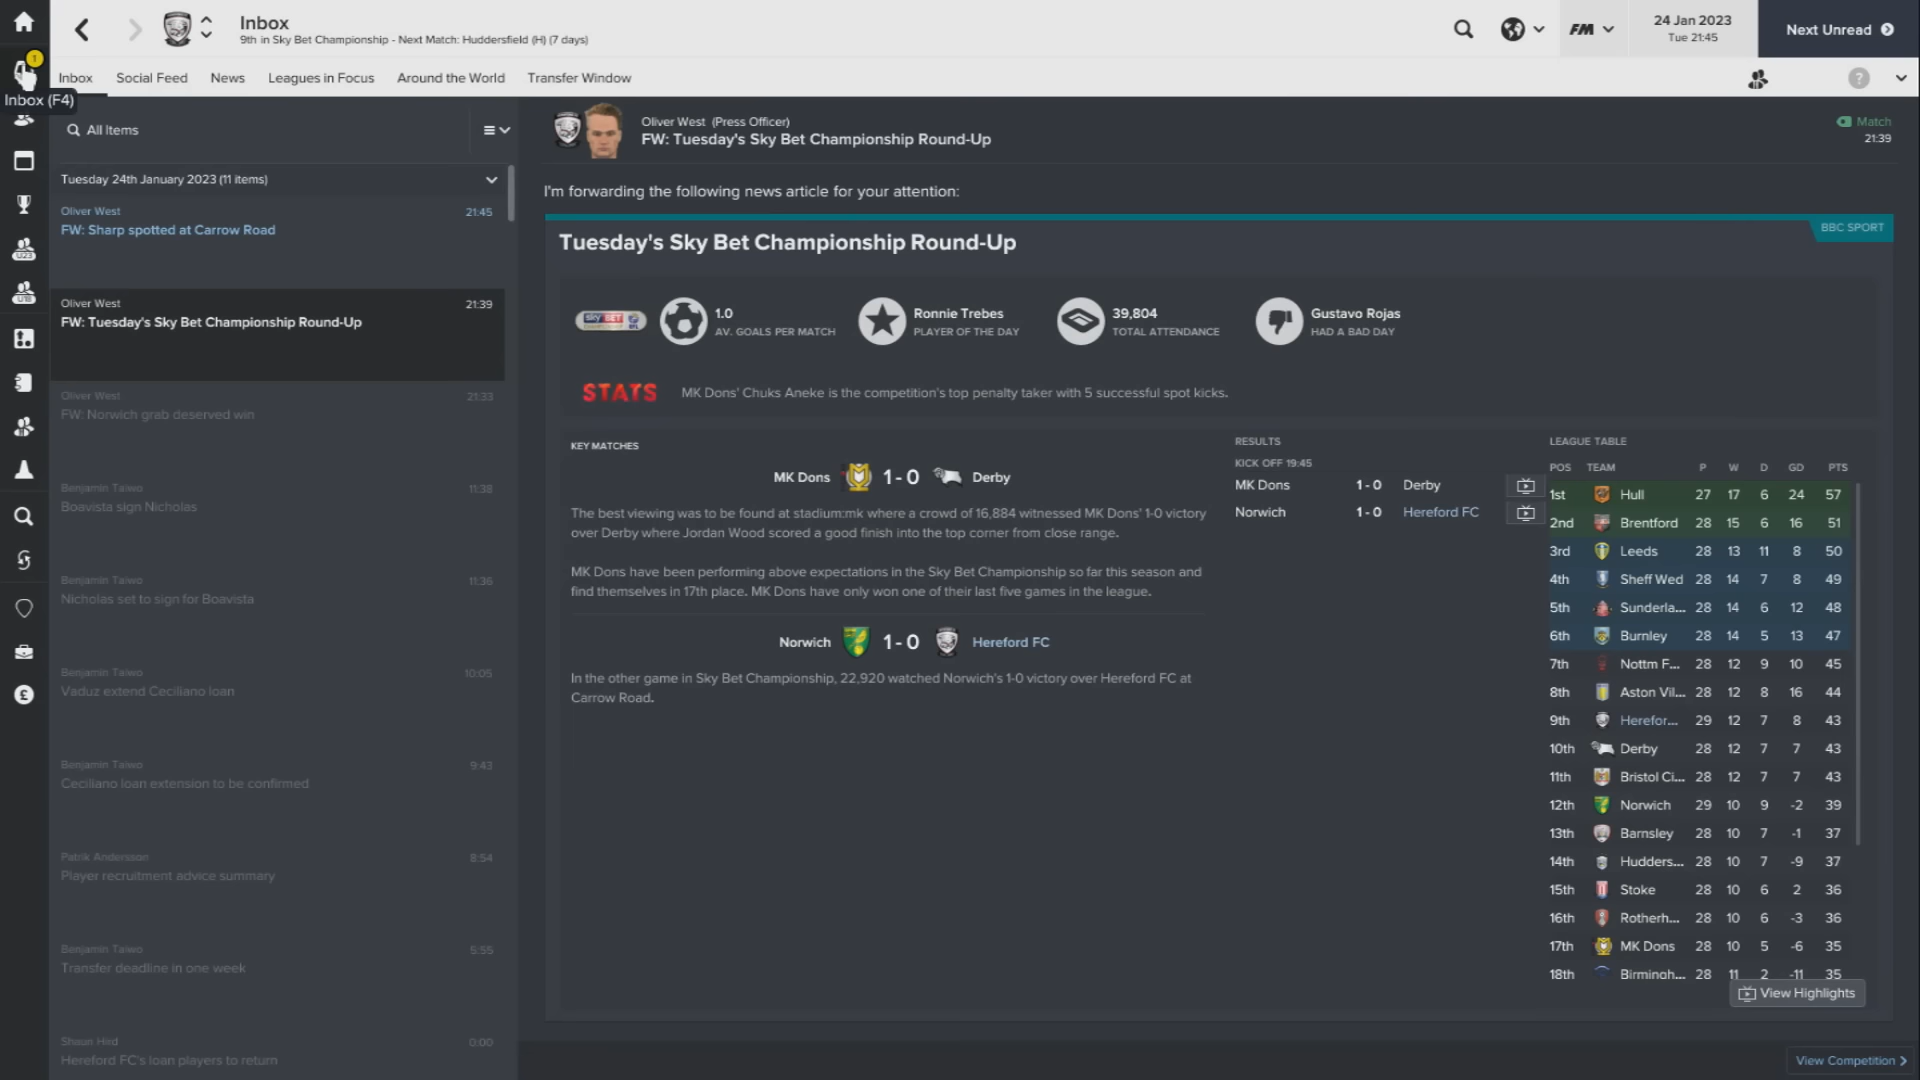 Inbox
9th in Sky Bet Championship - Next Match: Huddersfield (H) (7 days)
FM
24 Jan 2023
Tue 21:45
Next Unread
1
Inbox
Social Feed
News
Leagues in Focus
Around the World
Transfer Window
?
Inbox (F4)
U23
U18
£
All Items
Tuesday 24th January 2023 (11 items)
Oliver West 21:45
FW: Sharp spotted at Carrow Road
Oliver West 21:39
FW: Tuesday's Sky Bet Championship Round-Up
Oliver West 21:33
FW: Norwich grab deserved win
Benjamin Taiwo 11:38
Boavista sign Nicholas
Benjamin Taiwo 11:36
Nicholas set to sign for Boavista
Benjamin Taiwo 10:05
Vaduz extend Ceciliano loan
Benjamin Taiwo 9:43
Ceciliano loan extension to be confirmed
Patrik Andersson 8:54
Player recruitment advice summary
Benjamin Taiwo 5:55
Transfer deadline in one week
Shaun Hird 0:00
Hereford FC's loan players to return
Oliver West (Press Officer)
FW: Tuesday's Sky Bet Championship Round-Up
Match
21:39
I'm forwarding the following news article for your attention:
BBC SPORT
Tuesday's Sky Bet Championship Round-Up
sky BET
1.0
AV. GOALS PER MATCH
Ronnie Trebes
PLAYER OF THE DAY
39,804
TOTAL ATTENDANCE
Gustavo Rojas
HAD A BAD DAY
STATS
MK Dons' Chuks Aneke is the competition's top penalty taker with 5 successful spot kicks.
KEY MATCHES
MK Dons 1 - 0 Derby
The best viewing was to be found at stadium:mk where a crowd of 16,884 witnessed MK Dons' 1-0 victory
over Derby where Jordan Wood scored a good finish into the top corner from close range.
MK Dons have been performing above expectations in the Sky Bet Championship so far this season and
find themselves in 17th place. MK Dons have only won one of their last five games in the league.
Norwich 1 - 0 Hereford FC
In the other game in Sky Bet Championship, 22,920 watched Norwich's 1-0 victory over Hereford FC at
Carrow Road.
RESULTS
KICK OFF 19:45
MK Dons 1 - 0 Derby
Norwich 1 - 0 Hereford FC
LEAGUE TABLE
POS TEAM P W D GD PTS
1st Hull 27 17 6 24 57
2nd Brentford 28 15 6 16 51
3rd Leeds 28 13 11 8 50
4th Sheff Wed 28 14 7 8 49
5th Sunderla... 28 14 6 12 48
6th Burnley 28 14 5 13 47
7th Nottm F... 28 12 9 10 45
8th Aston Vil... 28 12 8 16 44
9th Herefor... 29 12 7 8 43
10th Derby 28 12 7 7 43
11th Bristol Ci... 28 12 7 7 43
12th Norwich 29 10 9 -2 39
13th Barnsley 28 10 7 -1 37
14th Hudders... 28 10 7 -9 37
15th Stoke 28 10 6 2 36
16th Rotherh... 28 10 6 -3 36
17th MK Dons 28 10 5 -6 35
18th Birmingh... 28 11 2 -11 35
View Highlights
View Competition